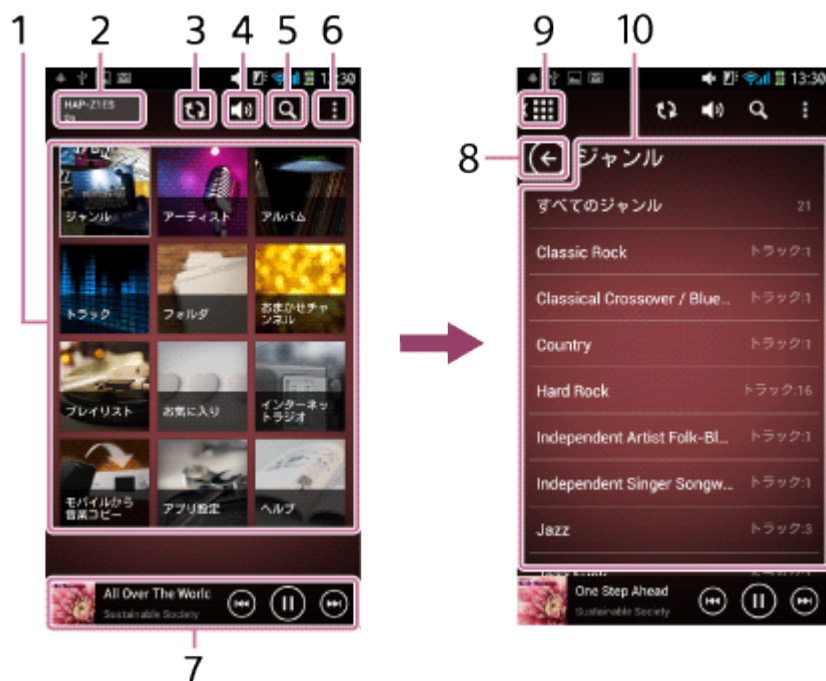 1 2 3 4 5 6 9 10
13:30
13:30
HAP-Z1ES
8
ジャンル
ジャンル アーティスト アルバム
すべてのジャンル 21
Classic Rock トラック:1
トラック フォルダ おまかせチャ
ンネル
Classical Crossover / Blue.. トラック:1
Country トラック:1
プレイリスト お気に入り インターネッ
トラジオ
Hard Rock トラック:16
Independent Artist Folk-Bl... トラック:1
モバイルから
音楽コピー アプリ設定 ヘルプ
Independent Singer Songw... トラック:1
Jazz トラック:3
All Over The World
Sustainable Society
One Step Ahead
Sustainable Society
7